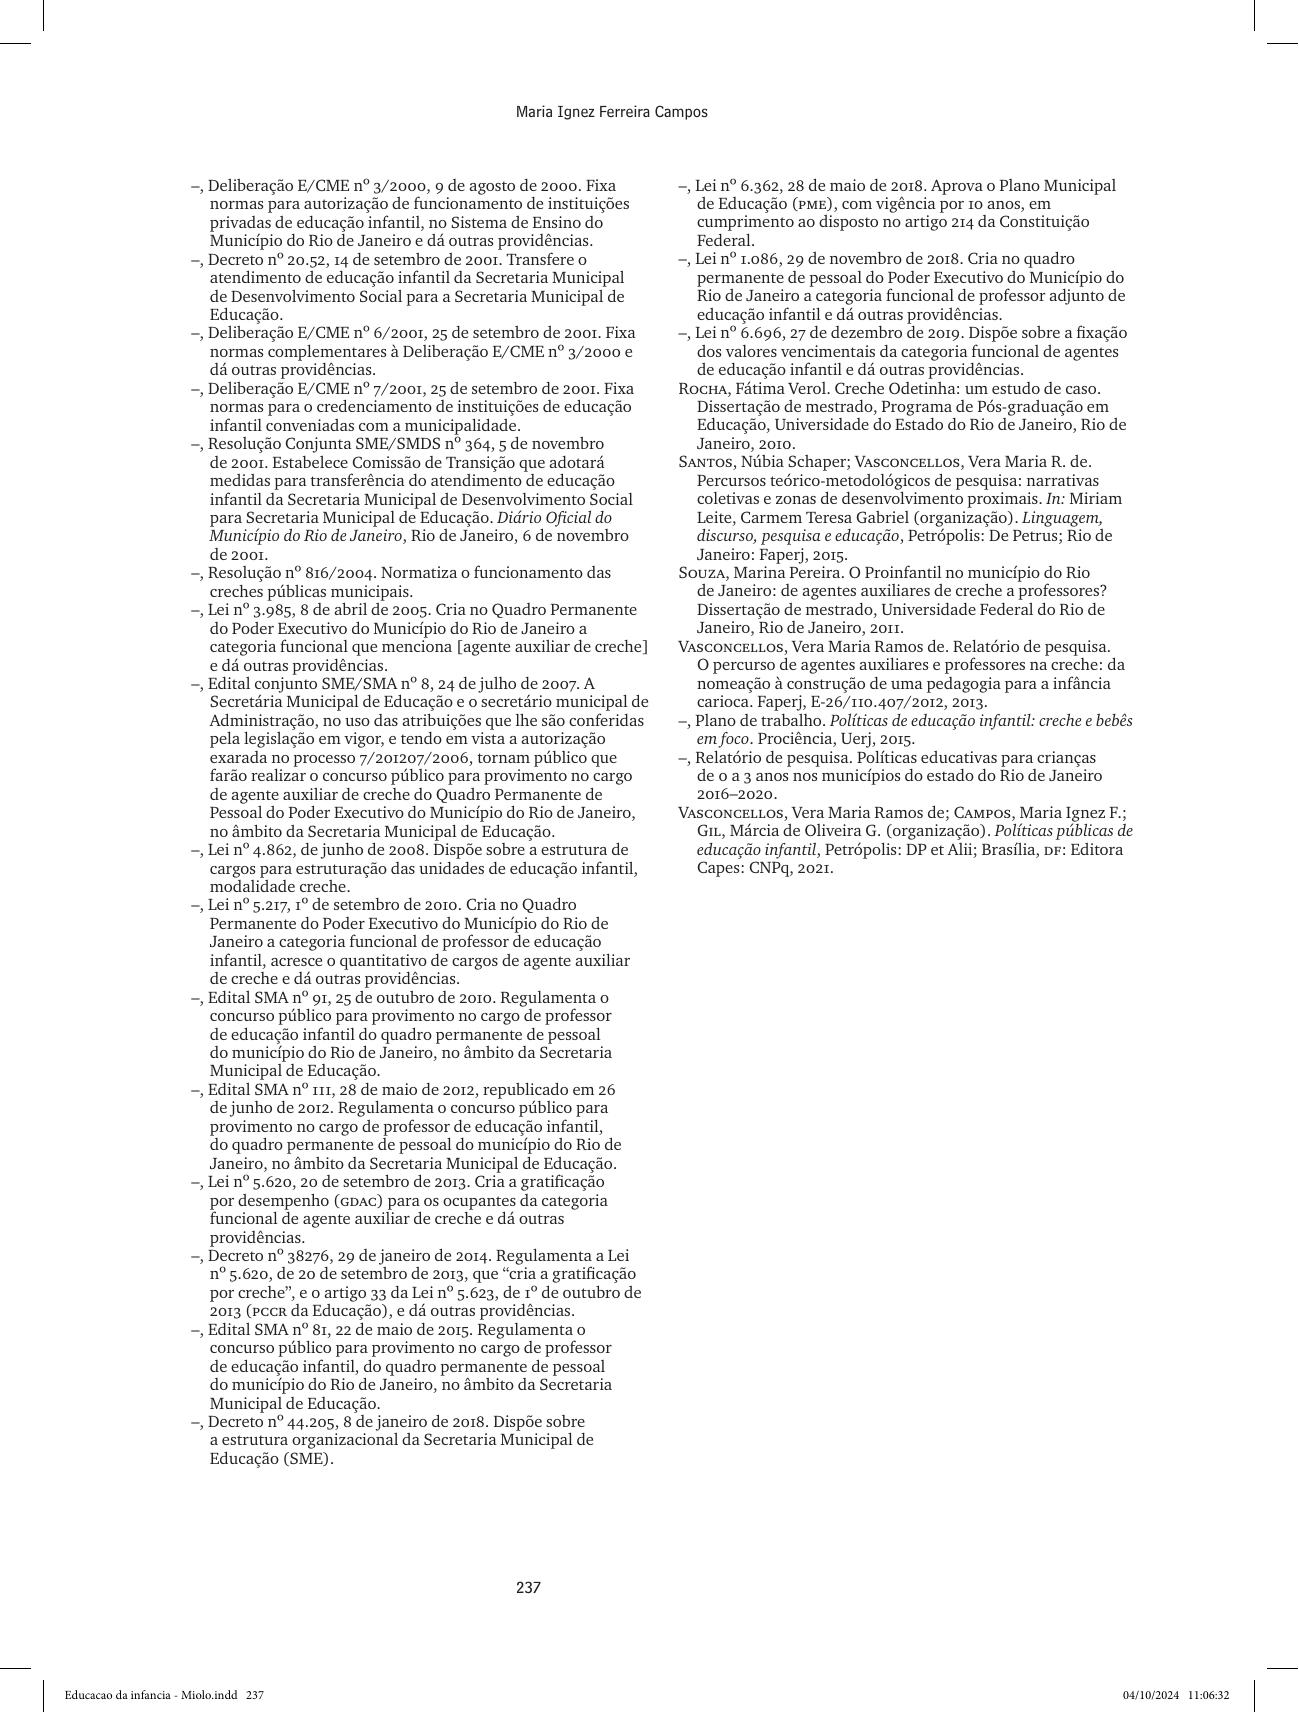 Maria Ignez Ferreira Campos
–, Deliberação E/CME nº 3/2000, 9 de agosto de 2000. Fixa
normas para autorização de funcionamento de instituições
privadas de educação infantil, no Sistema de Ensino do
Município do Rio de Janeiro e dá outras providências.
–, Decreto nº 20.52, 14 de setembro de 2001. Transfere o
atendimento de educação infantil da Secretaria Municipal
de Desenvolvimento Social para a Secretaria Municipal de
Educação.
–, Deliberação E/CME nº 6/2001, 25 de setembro de 2001. Fixa
normas complementares à Deliberação E/CME nº 3/2000 e
dá outras providências.
–, Deliberação E/CME nº 7/2001, 25 de setembro de 2001. Fixa
normas para o credenciamento de instituições de educação
infantil conveniadas com a municipalidade.
–, Resolução Conjunta SME/SMDS nº 364, 5 de novembro
de 2001. Estabelece Comissão de Transição que adotará
medidas para transferência do atendimento de educação
infantil da Secretaria Municipal de Desenvolvimento Social
para Secretaria Municipal de Educação. Diário Oficial do
Município do Rio de Janeiro, Rio de Janeiro, 6 de novembro
de 2001.
–, Resolução nº 816/2004. Normatiza o funcionamento das
creches públicas municipais.
–, Lei nº 3.985, 8 de abril de 2005. Cria no Quadro Permanente
do Poder Executivo do Município do Rio de Janeiro a
categoria funcional que menciona [agente auxiliar de creche]
e dá outras providências.
–, Edital conjunto SME/SMA nº 8, 24 de julho de 2007. A
Secretária Municipal de Educação e o secretário municipal de
Administração, no uso das atribuições que lhe são conferidas
pela legislação em vigor, e tendo em vista a autorização
exarada no processo 7/201207/2006, tornam público que
farão realizar o concurso público para provimento no cargo
de agente auxiliar de creche do Quadro Permanente de
Pessoal do Poder Executivo do Município do Rio de Janeiro,
no âmbito da Secretaria Municipal de Educação.
–, Lei nº 4.862, de junho de 2008. Dispõe sobre a estrutura de
cargos para estruturação das unidades de educação infantil,
modalidade creche.
–, Lei nº 5.217, 1º de setembro de 2010. Cria no Quadro
Permanente do Poder Executivo do Município do Rio de
Janeiro a categoria funcional de professor de educação
infantil, acresce o quantitativo de cargos de agente auxiliar
de creche e dá outras providências.
–, Edital SMA nº 91, 25 de outubro de 2010. Regulamenta o
concurso público para provimento no cargo de professor
de educação infantil do quadro permanente de pessoal
do município do Rio de Janeiro, no âmbito da Secretaria
Municipal de Educação.
–, Edital SMA nº 111, 28 de maio de 2012, republicado em 26
de junho de 2012. Regulamenta o concurso público para
provimento no cargo de professor de educação infantil,
do quadro permanente de pessoal do município do Rio de
Janeiro, no âmbito da Secretaria Municipal de Educação.
–, Lei nº 5.620, 20 de setembro de 2013. Cria a gratificação
por desempenho (GDAC) para os ocupantes da categoria
funcional de agente auxiliar de creche e dá outras
providências.
–, Decreto nº 38276, 29 de janeiro de 2014. Regulamenta a Lei
nº 5.620, de 20 de setembro de 2013, que “cria a gratificação
por creche”, e o artigo 33 da Lei nº 5.623, de 1º de outubro de
2013 (PCCR da Educação), e dá outras providências.
–, Edital SMA nº 81, 22 de maio de 2015. Regulamenta o
concurso público para provimento no cargo de professor
de educação infantil, do quadro permanente de pessoal
do município do Rio de Janeiro, no âmbito da Secretaria
Municipal de Educação.
–, Decreto nº 44.205, 8 de janeiro de 2018. Dispõe sobre
a estrutura organizacional da Secretaria Municipal de
Educação (SME).
–, Lei nº 6.362, 28 de maio de 2018. Aprova o Plano Municipal
de Educação (PME), com vigência por 10 anos, em
cumprimento ao disposto no artigo 214 da Constituição
Federal.
–, Lei nº 1.086, 29 de novembro de 2018. Cria no quadro
permanente de pessoal do Poder Executivo do Município do
Rio de Janeiro a categoria funcional de professor adjunto de
educação infantil e dá outras providências.
–, Lei nº 6.696, 27 de dezembro de 2019. Dispõe sobre a fixação
dos valores vencimentais da categoria funcional de agentes
de educação infantil e dá outras providências.
ROCHA, Fátima Verol. Creche Odetinha: um estudo de caso.
Dissertação de mestrado, Programa de Pós-graduação em
Educação, Universidade do Estado do Rio de Janeiro, Rio de
Janeiro, 2010.
SANTOS, Núbia Schaper; VASCONCELLOS, Vera Maria R. de.
Percursos teórico-metodológicos de pesquisa: narrativas
coletivas e zonas de desenvolvimento proximais. In: Miriam
Leite, Carmem Teresa Gabriel (organização). Linguagem,
discurso, pesquisa e educação, Petrópolis: De Petrus; Rio de
Janeiro: Faperj, 2015.
SOUZA, Marina Pereira. O Proinfantil no município do Rio
de Janeiro: de agentes auxiliares de creche a professores?
Dissertação de mestrado, Universidade Federal do Rio de
Janeiro, Rio de Janeiro, 2011.
VASCONCELLOS, Vera Maria Ramos de. Relatório de pesquisa.
O percurso de agentes auxiliares e professores na creche: da
nomeação à construção de uma pedagogia para a infância
carioca. Faperj, E-26/110.407/2012, 2013.
–, Plano de trabalho. Políticas de educação infantil: creche e bebês
em foco. Prociência, Uerj, 2015.
–, Relatório de pesquisa. Políticas educativas para crianças
de 0 a 3 anos nos municípios do estado do Rio de Janeiro
2016–2020.
VASCONCELLOS, Vera Maria Ramos de; CAMPOS, Maria Ignez F.;
GIL, Márcia de Oliveira G. (organização). Políticas públicas de
educação infantil, Petrópolis: DP et Alii; Brasília, DF: Editora
Capes: CNPq, 2021.
237
Educacao da infancia - Miolo.indd 237
04/10/2024 11:06:32